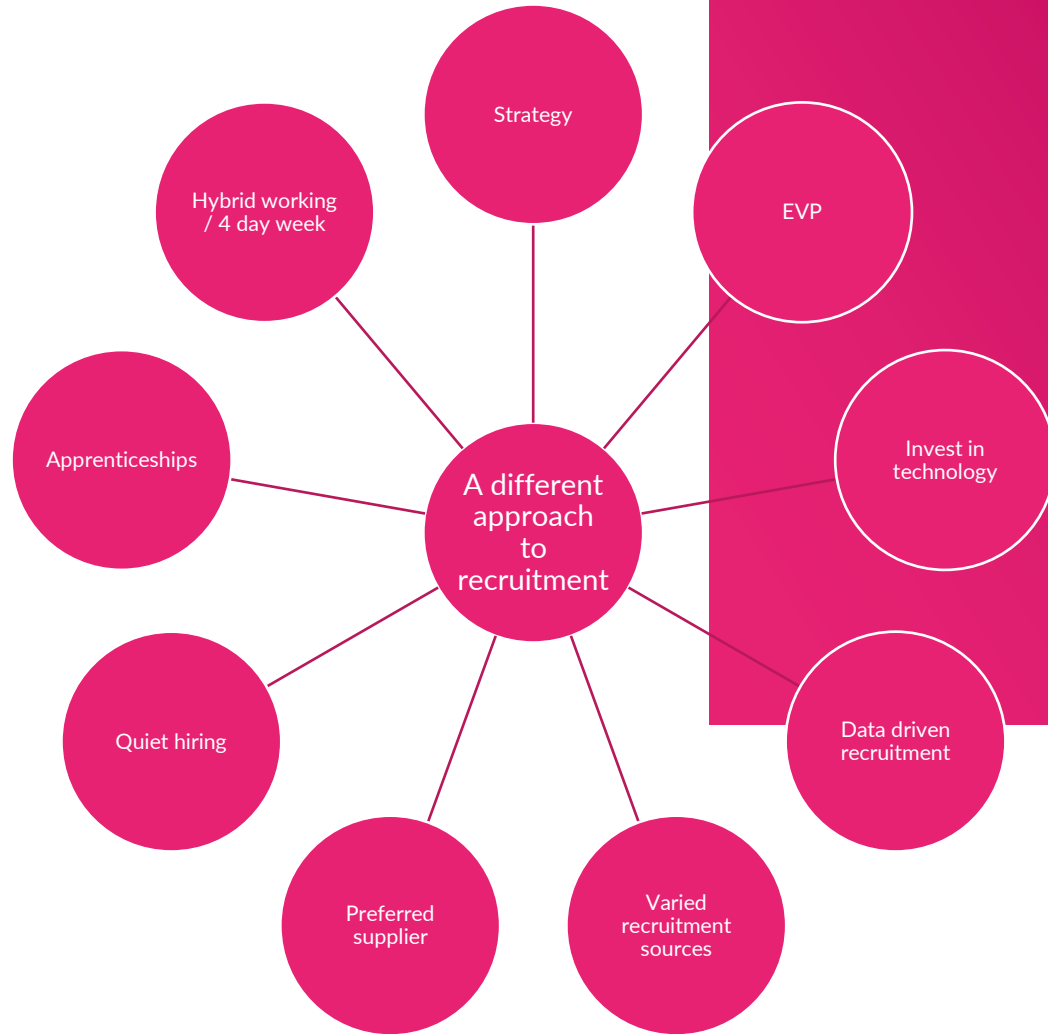 Strategy
EVP
Invest in
technology
Data driven
recruitment
Varied
recruitment
sources
Preferred
supplier
Quiet hiring
Apprenticeships
Hybrid working
/ 4 day week
A different
approach
to
recruitment